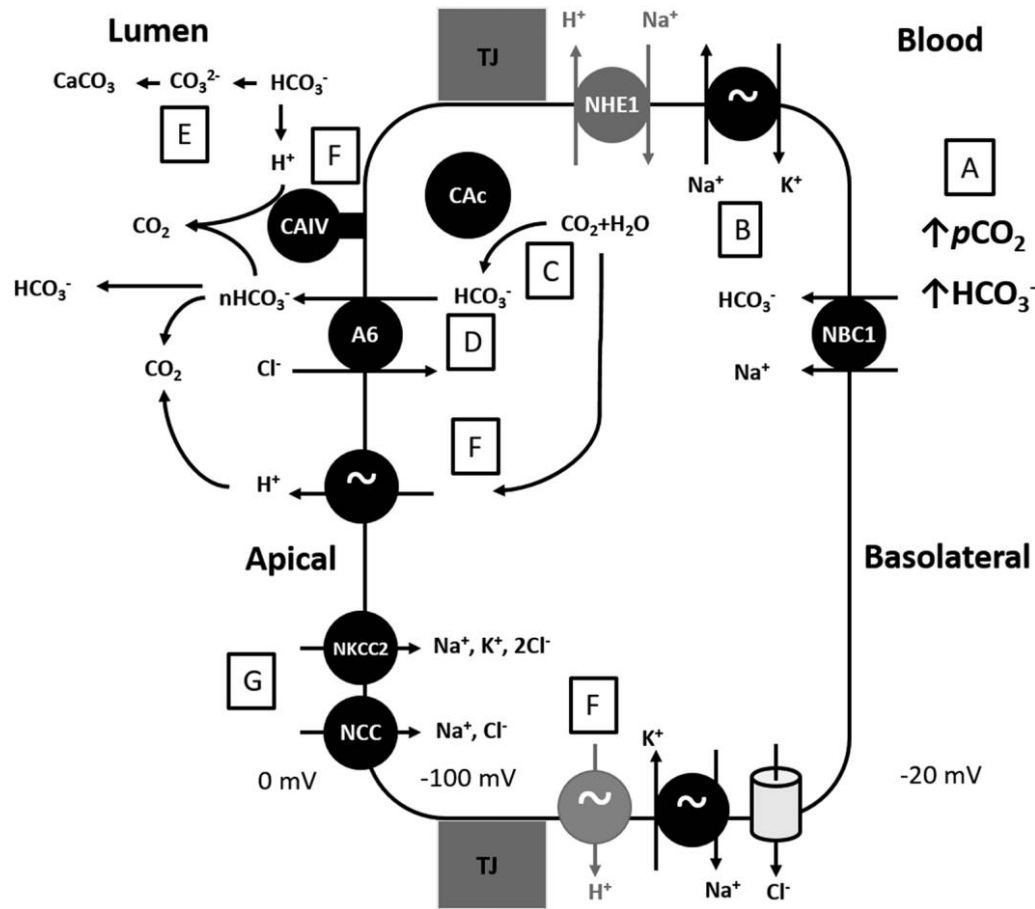 Lumen
TJ
H⁺
Na⁺
Blood
CaCO₃
CO₃²⁻
HCO₃⁻
E
NHE1
~
H⁺
F
CAc
Na⁺
K⁺
A
CO₂
CAIV
CO₂+H₂O
B
↑pCO₂
HCO₃⁻
nHCO₃⁻
HCO₃⁻
C
HCO₃⁻
↑HCO₃⁻
A6
D
NBC1
CO₂
Cl⁻
Na⁺
F
H⁺
~
Apical
Basolateral
NKCC2
Na⁺, K⁺, 2Cl⁻
G
F
NCC
Na⁺, Cl⁻
K⁺
0 mV
-100 mV
-20 mV
~
~
TJ
H⁺
Na⁺
Cl⁻